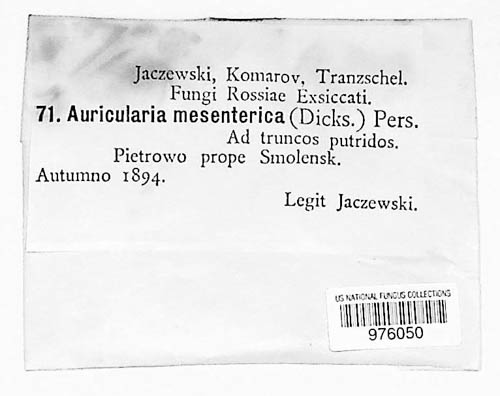 Jaczewski, Komarov, Tranzschel.
Fungi Rossiae Exsiccati.
71. Auricularia mesenterica (Dicks.) Pers.
Ad truncos putridos.
Pietrowo prope Smolensk.
Autumno 1894.
Legit Jaczewski.
US NATIONAL FUNGUS COLLECTIONS
976050